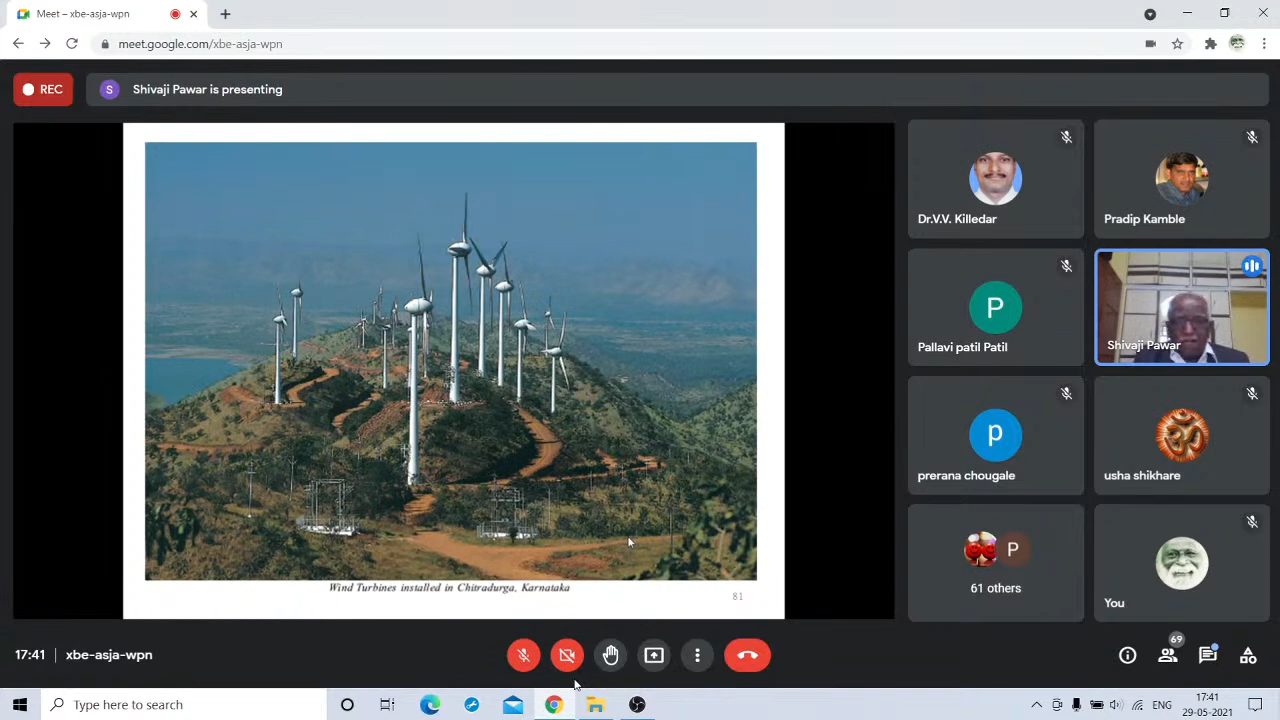 Meet – xbe-asja-wpn
meet.google.com/xbe-asja-wpn
REC
S
Shivaji Pawar is presenting
Dr.V.V. Killedar
Pradip Kamble
P
Pallavi patil Patil
Shivaji Pawar
p
prerana chougale
usha shikhare
P
61 others
You
Wind Turbines installed in Chitradurga, Karnataka
81
17:41
xbe-asja-wpn
69
Type here to search
ENG
17:41
29-05-2021